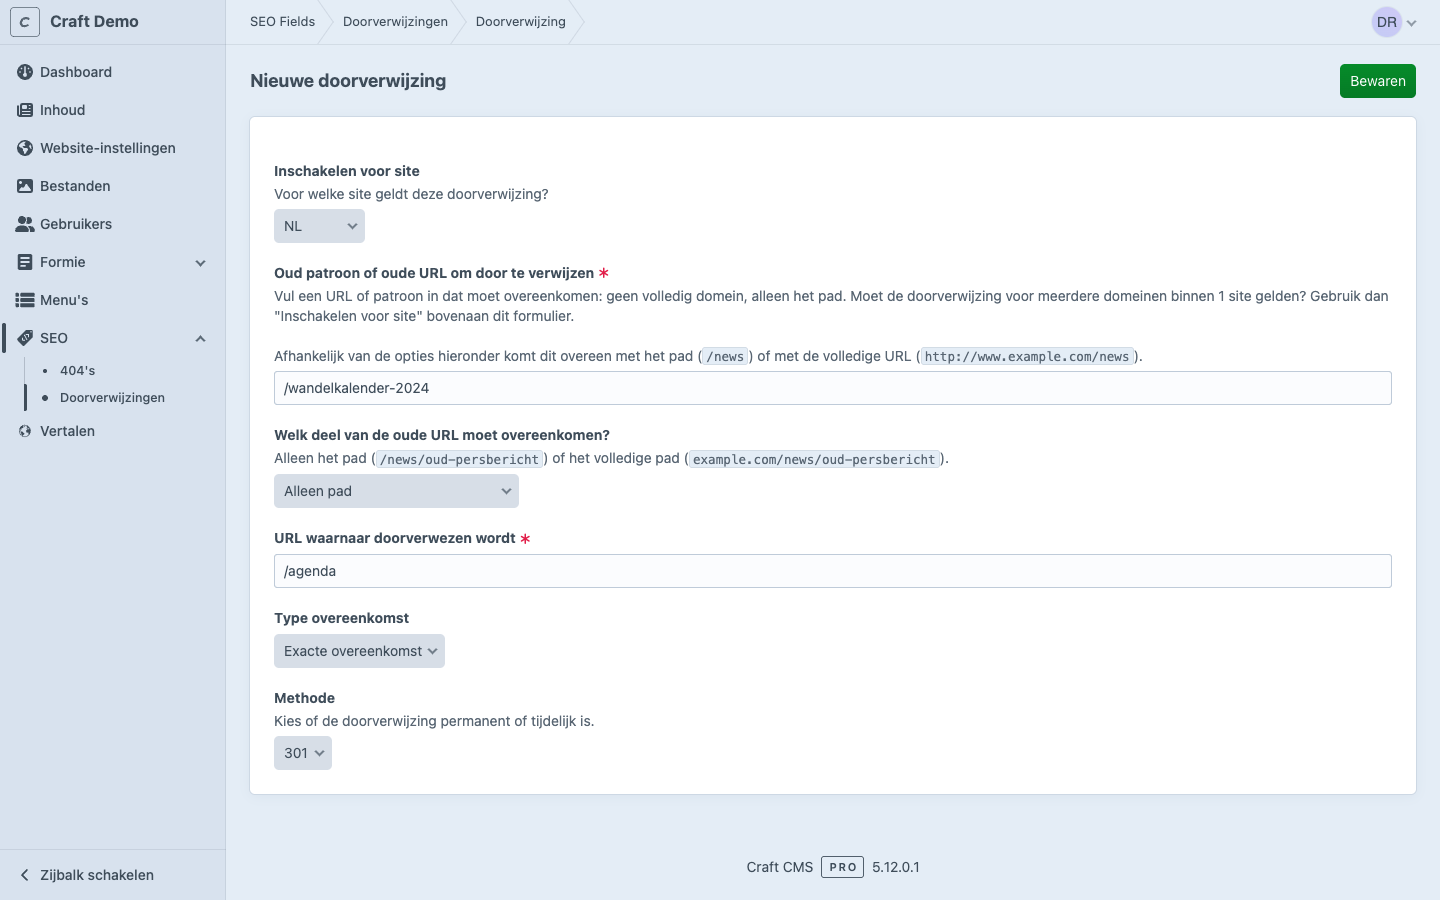 C Craft Demo
SEO Fields Doorverwijzingen Doorverwijzing
DR
Dashboard
Inhoud
Website-instellingen
Bestanden
Gebruikers
Formie
Menu's
SEO
404's
Doorverwijzingen
Vertalen
Zijbalk schakelen
Nieuwe doorverwijzing
Bewaren
Inschakelen voor site
Voor welke site geldt deze doorverwijzing?
NL
Oud patroon of oude URL om door te verwijzen *
Vul een URL of patroon in dat moet overeenkomen: geen volledig domein, alleen het pad. Moet de doorverwijzing voor meerdere domeinen binnen 1 site gelden? Gebruik dan
"Inschakelen voor site" bovenaan dit formulier.
Afhankelijk van de opties hieronder komt dit overeen met het pad (/news) of met de volledige URL (http://www.example.com/news).
/wandelkalender-2024
Welk deel van de oude URL moet overeenkomen?
Alleen het pad (/news/oud-persbericht) of het volledige pad (example.com/news/oud-persbericht).
Alleen pad
URL waarnaar doorverwezen wordt *
/agenda
Type overeenkomst
Exacte overeenkomst
Methode
Kies of de doorverwijzing permanent of tijdelijk is.
301
Craft CMS PRO 5.12.0.1